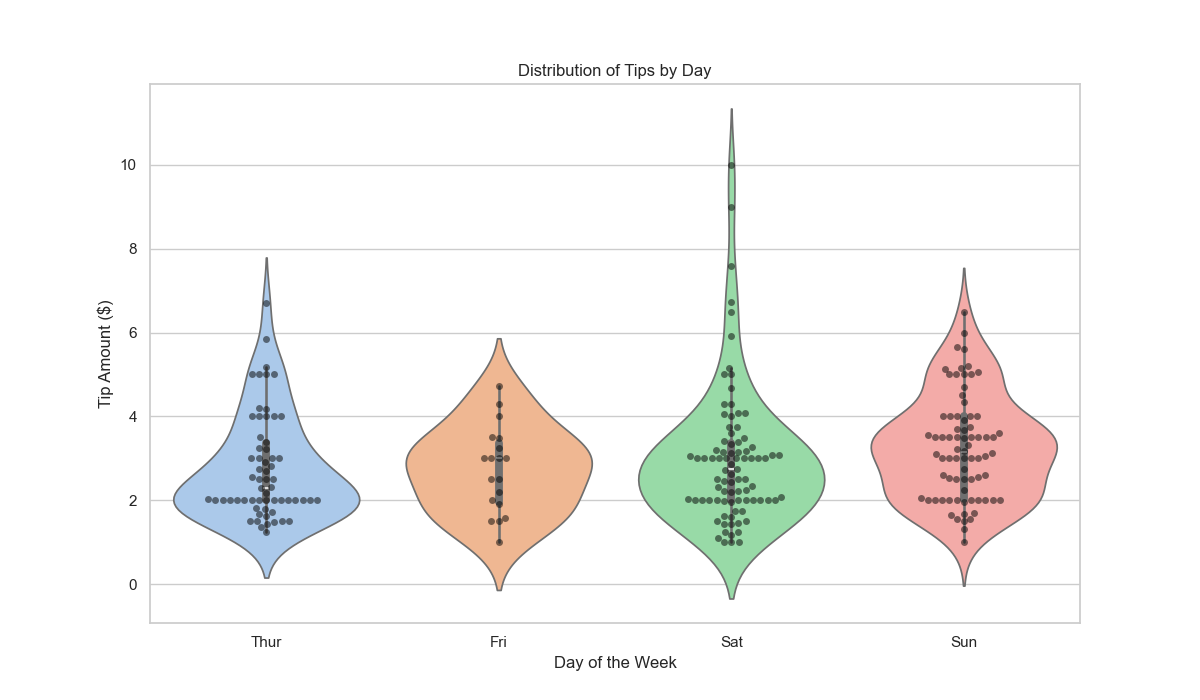 Distribution of Tips by Day
Tip Amount ($)
10
8
6
4
2
0
Thur Fri Sat Sun
Day of the Week